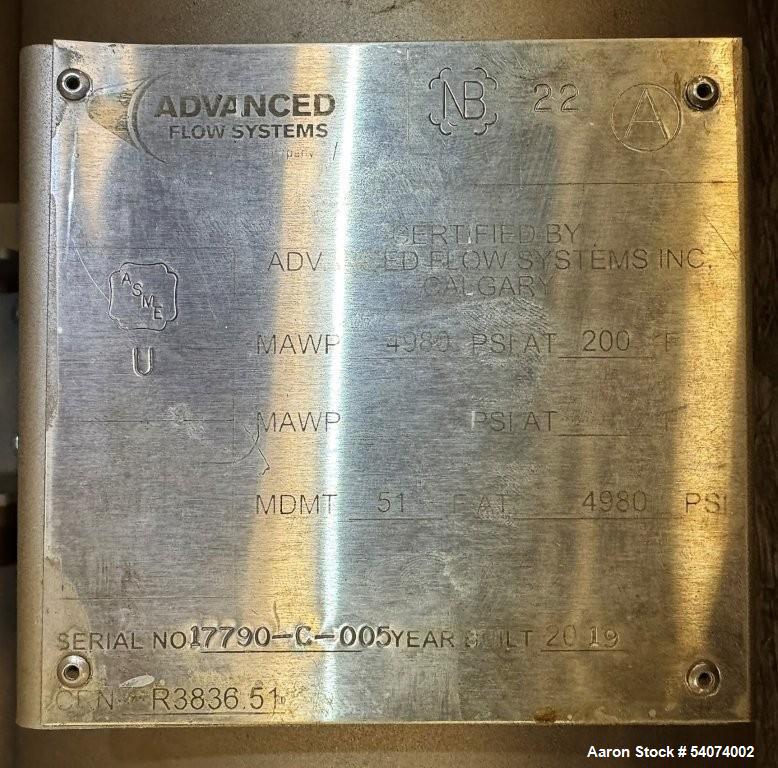 ADVANCED
FLOW SYSTEMS
NB 22 A
CERTIFIED BY
ADVANCED FLOW SYSTEMS INC.
CALGARY
ASME
U
MAWP 4980 PSI AT 200 F
MAWP PSI AT F
MDMT 51 F AT 4980 PSI
SERIAL NO 17790-C-005 YEAR BUILT 2019
CRN R3836.51
Aaron Stock # 54074002